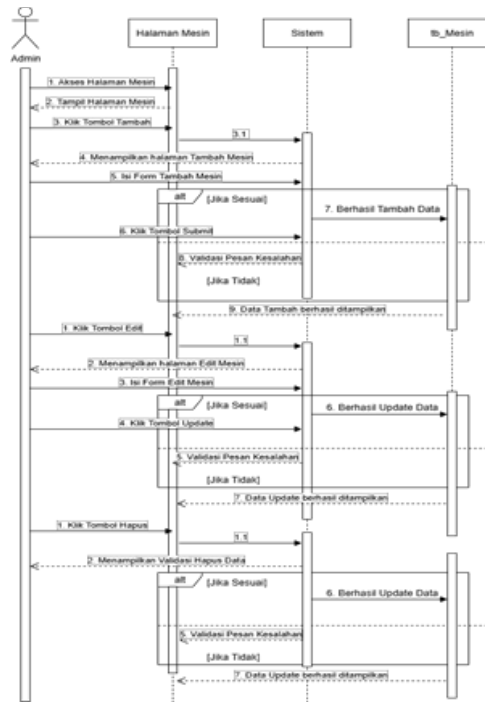 Admin
Halaman Mesin
Sistem
tb_Mesin
1. Akses Halaman Mesin
2. Tampil Halaman Mesin
3. Klik Tombol Tambah
3.1
4. Menampilkan halaman Tambah Mesin
5. Isi Form Tambah Mesin
alt
[Jika Sesuai]
7. Berhasil Tambah Data
6. Klik Tombol Submit
8. Validasi Pesan Kesalahan
[Jika Tidak]
9. Data Tambah berhasil ditampilkan
1. Klik Tombol Edit
1.1
2. Menampilkan halaman Edit Mesin
3. Isi Form Edit Mesin
alt
[Jika Sesuai]
6. Berhasil Update Data
4. Klik Tombol Update
5. Validasi Pesan Kesalahan
[Jika Tidak]
7. Data Update berhasil ditampilkan
1. Klik Tombol Hapus
1.1
2. Menampilkan Validasi Hapus Data
alt
[Jika Sesuai]
6. Berhasil Update Data
5. Validasi Pesan Kesalahan
[Jika Tidak]
7. Data Update berhasil ditampilkan